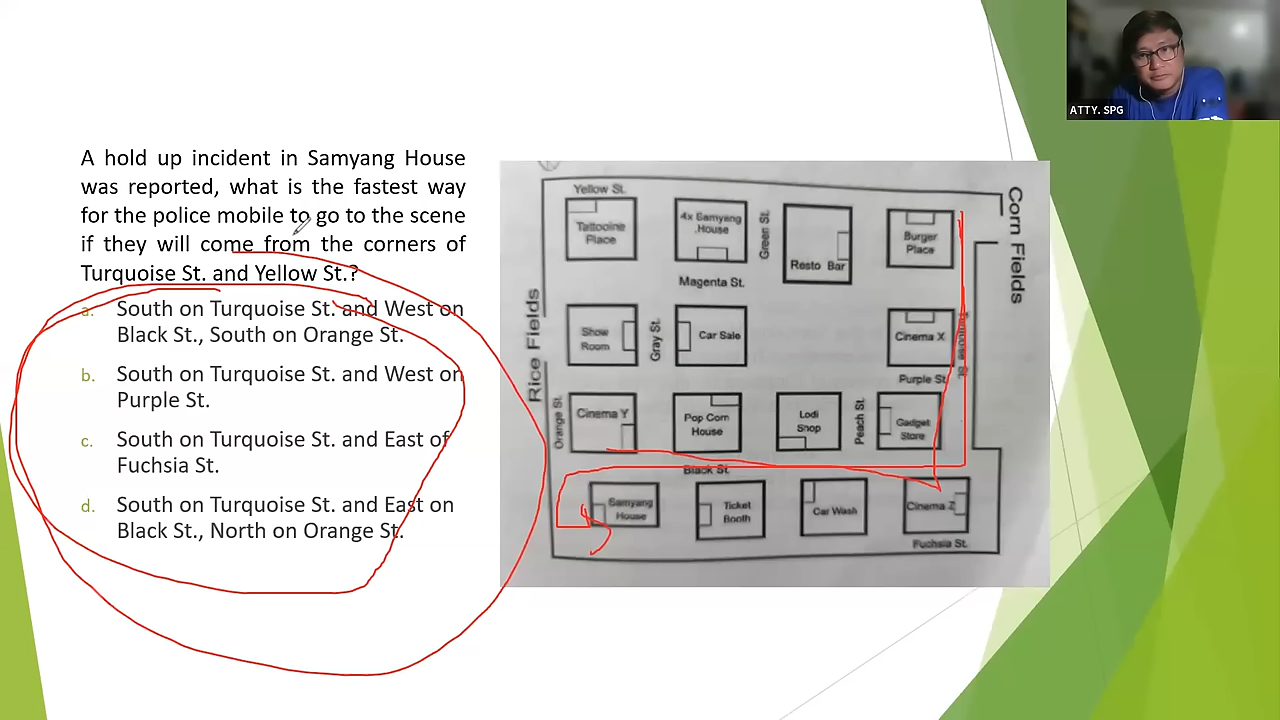 ATTY. SPG
A hold up incident in Samyang House
was reported, what is the fastest way
for the police mobile to go to the scene
if they will come from the corners of
Turquoise St. and Yellow St.?
a. South on Turquoise St. and West on
Black St., South on Orange St.
b. South on Turquoise St. and West on
Purple St.
c. South on Turquoise St. and East of
Fuchsia St.
d. South on Turquoise St. and East on
Black St., North on Orange St.
Yellow St.
Tattooine
Place
4x Samyang
House
Green St.
Resto Bar
Burger
Place
Corn Fields
Magenta St.
Rice Fields
Show
Room
Gray St.
Car Sale
Cinema X
Purple St.
Orange St.
Cinema Y
Pop Corn
House
Lodi
Shop
Peach St.
Gadget
Store
Black St.
Samyang
House
Ticket
Booth
Car Wash
Cinema Z
Fuchsia St.